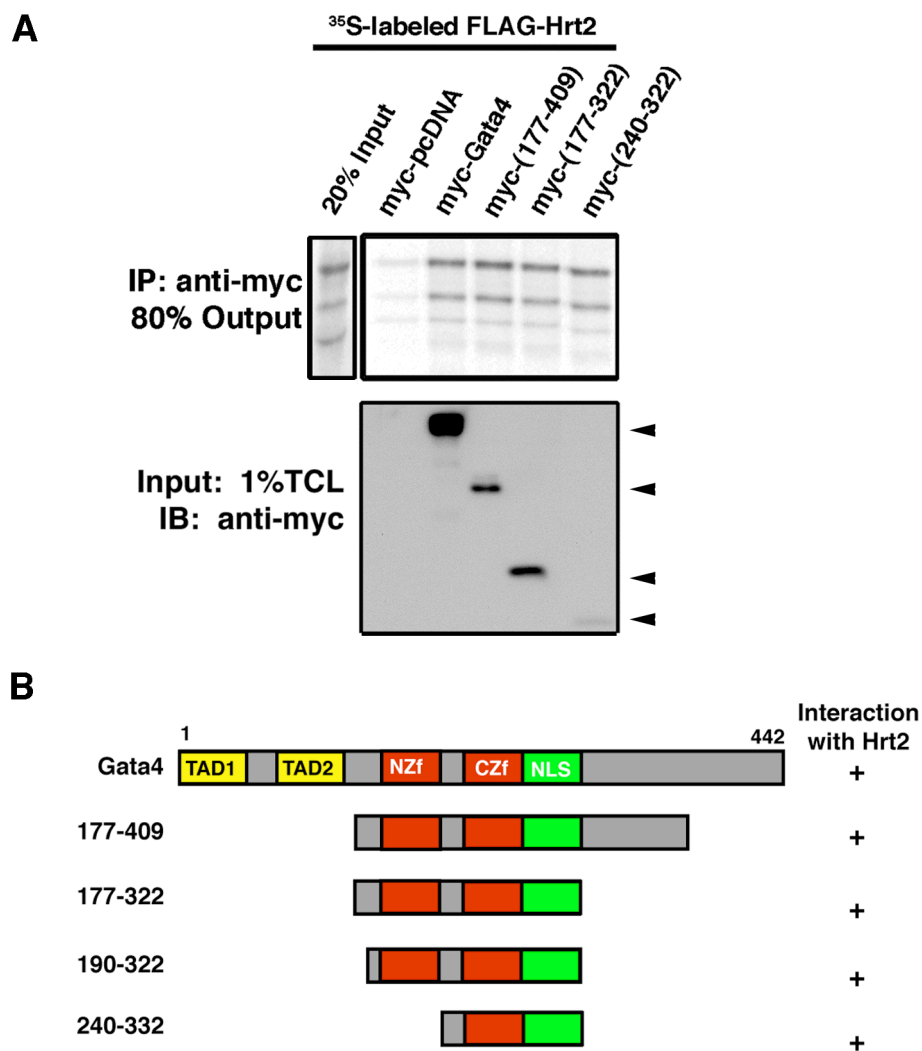 A
³⁵S-labeled FLAG-Hrt2
20% Input
myc-pcDNA
myc-Gata4
myc-(177-409)
myc-(177-322)
myc-(240-322)
IP: anti-myc
80% Output
Input: 1%TCL
IB: anti-myc
B
Interaction
with Hrt2
1
442
Gata4
TAD1
TAD2
NZf
CZf
NLS
+
177-409
+
177-322
+
190-322
+
240-332
+